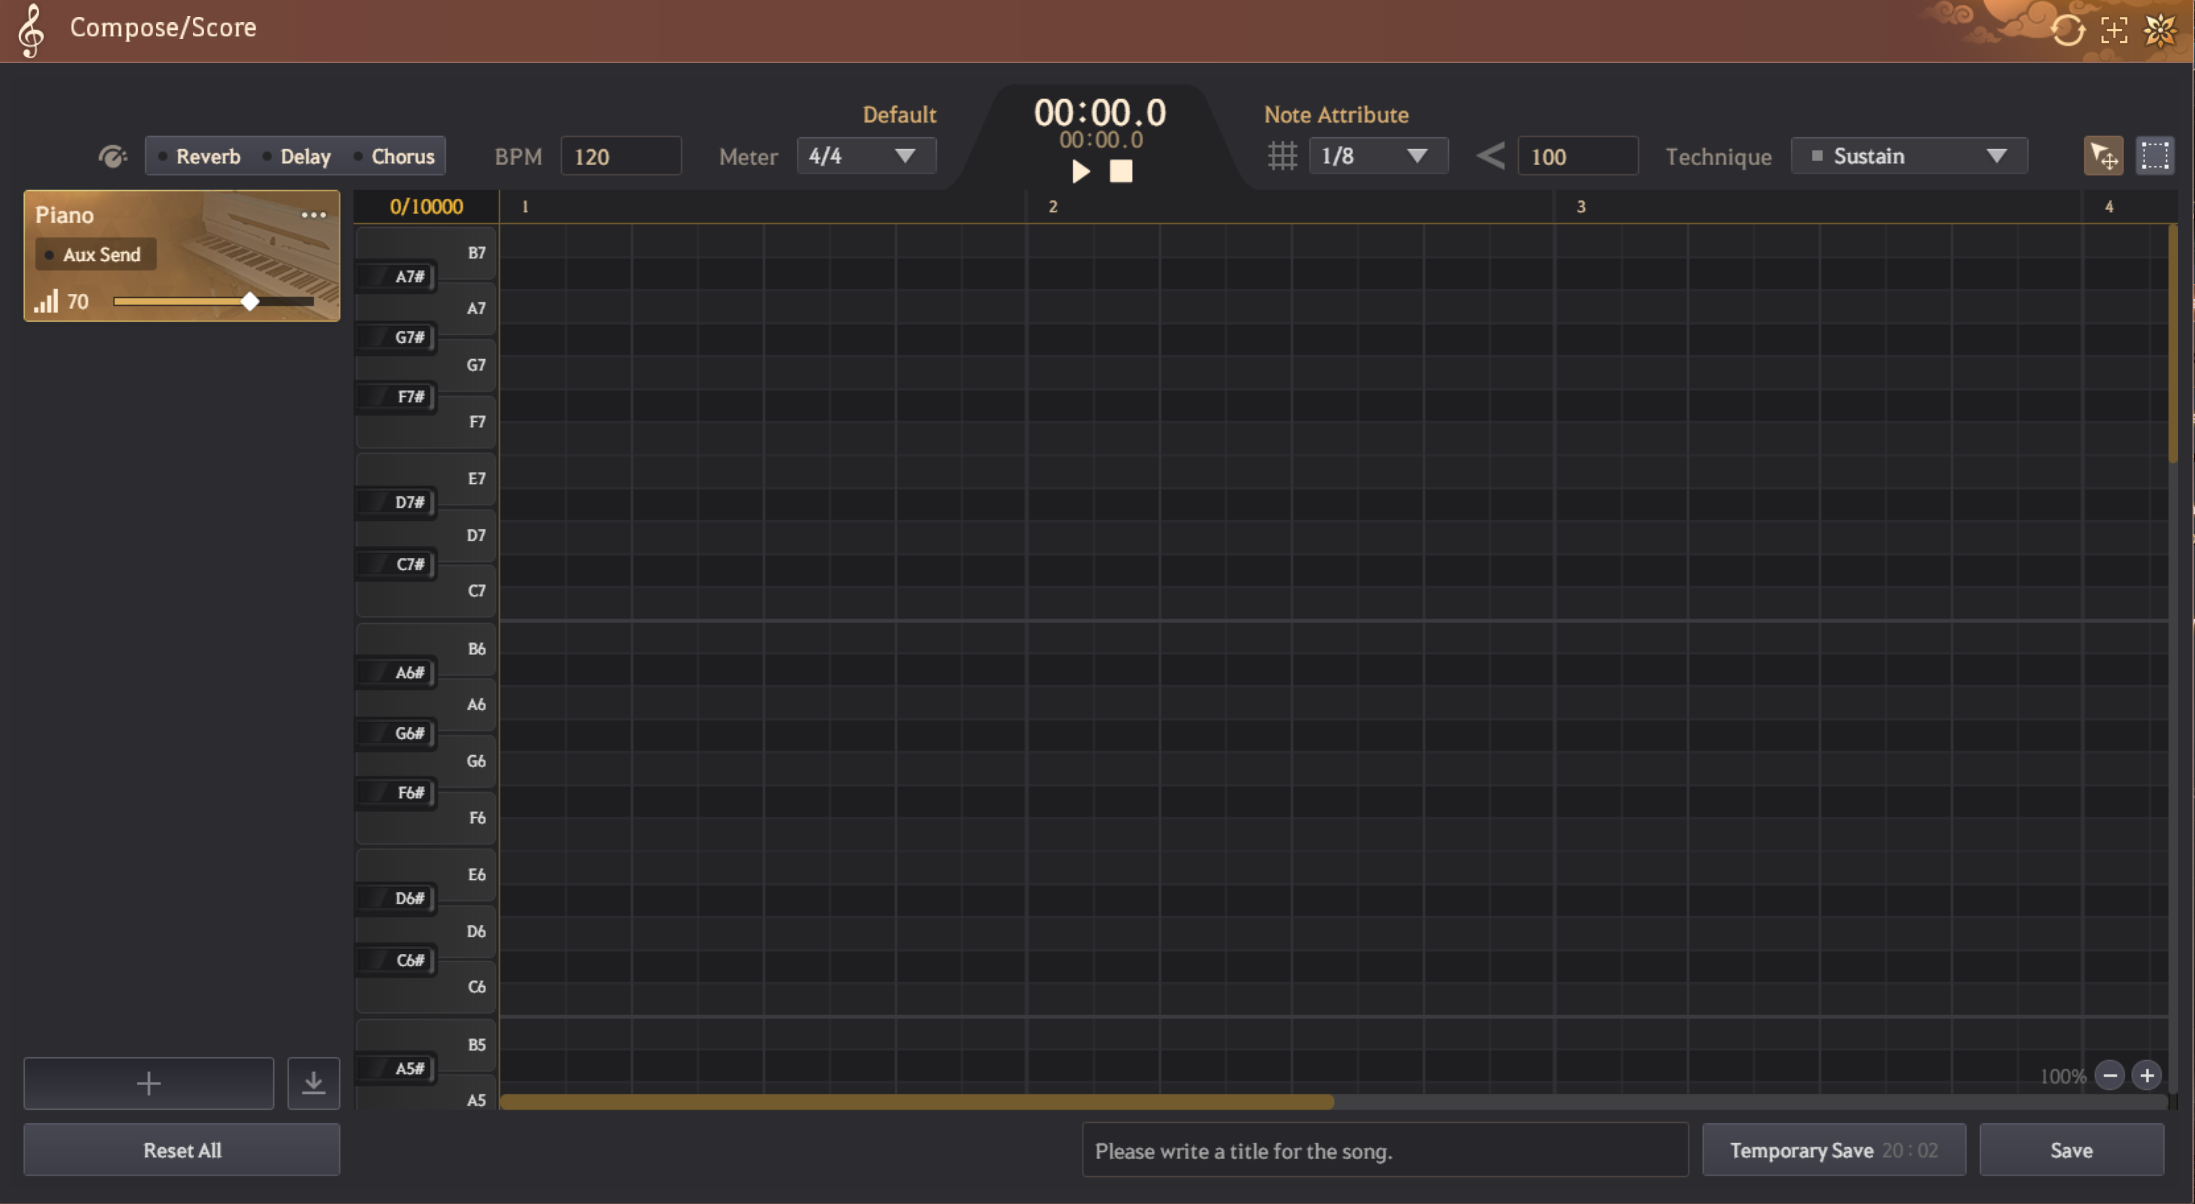 Compose/Score
Default
00:00.0
Note Attribute
00:00.0
Reverb Delay Chorus BPM 120 Meter 4/4 1/8 100 Technique Sustain
Piano
Aux Send
70
0/10000 1 2 3 4
B7
A7#
A7
G7#
G7
F7#
F7
E7
D7#
D7
C7#
C7
B6
A6#
A6
G6#
G6
F6#
F6
E6
D6#
D6
C6#
C6
B5
A5#
A5
100%
Reset All
Please write a title for the song.
Temporary Save 20:02
Save